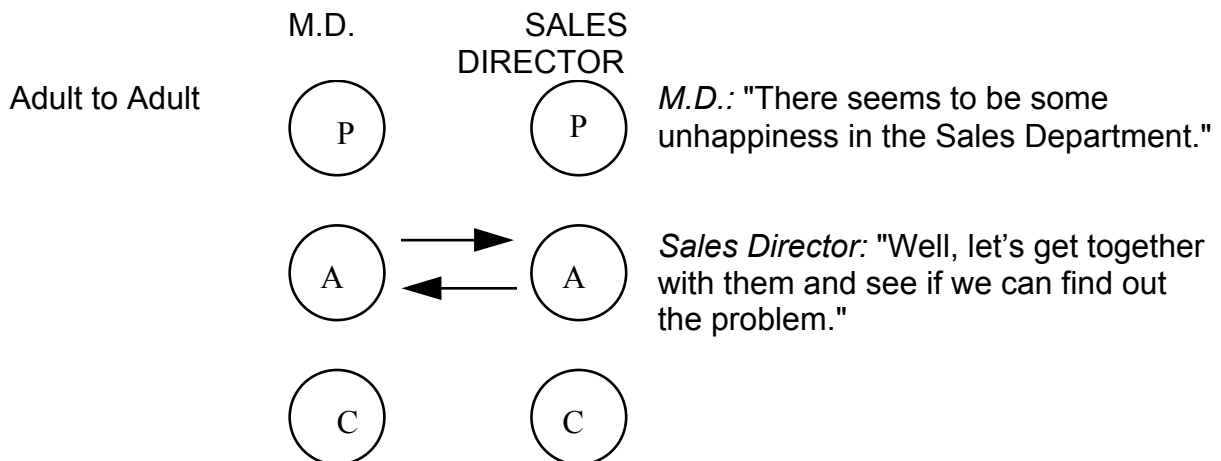 M.D.
SALES
DIRECTOR
Adult to Adult
P
P
M.D.: "There seems to be some
unhappiness in the Sales Department."
A
A
Sales Director: "Well, let’s get together
with them and see if we can find out
the problem."
C
C